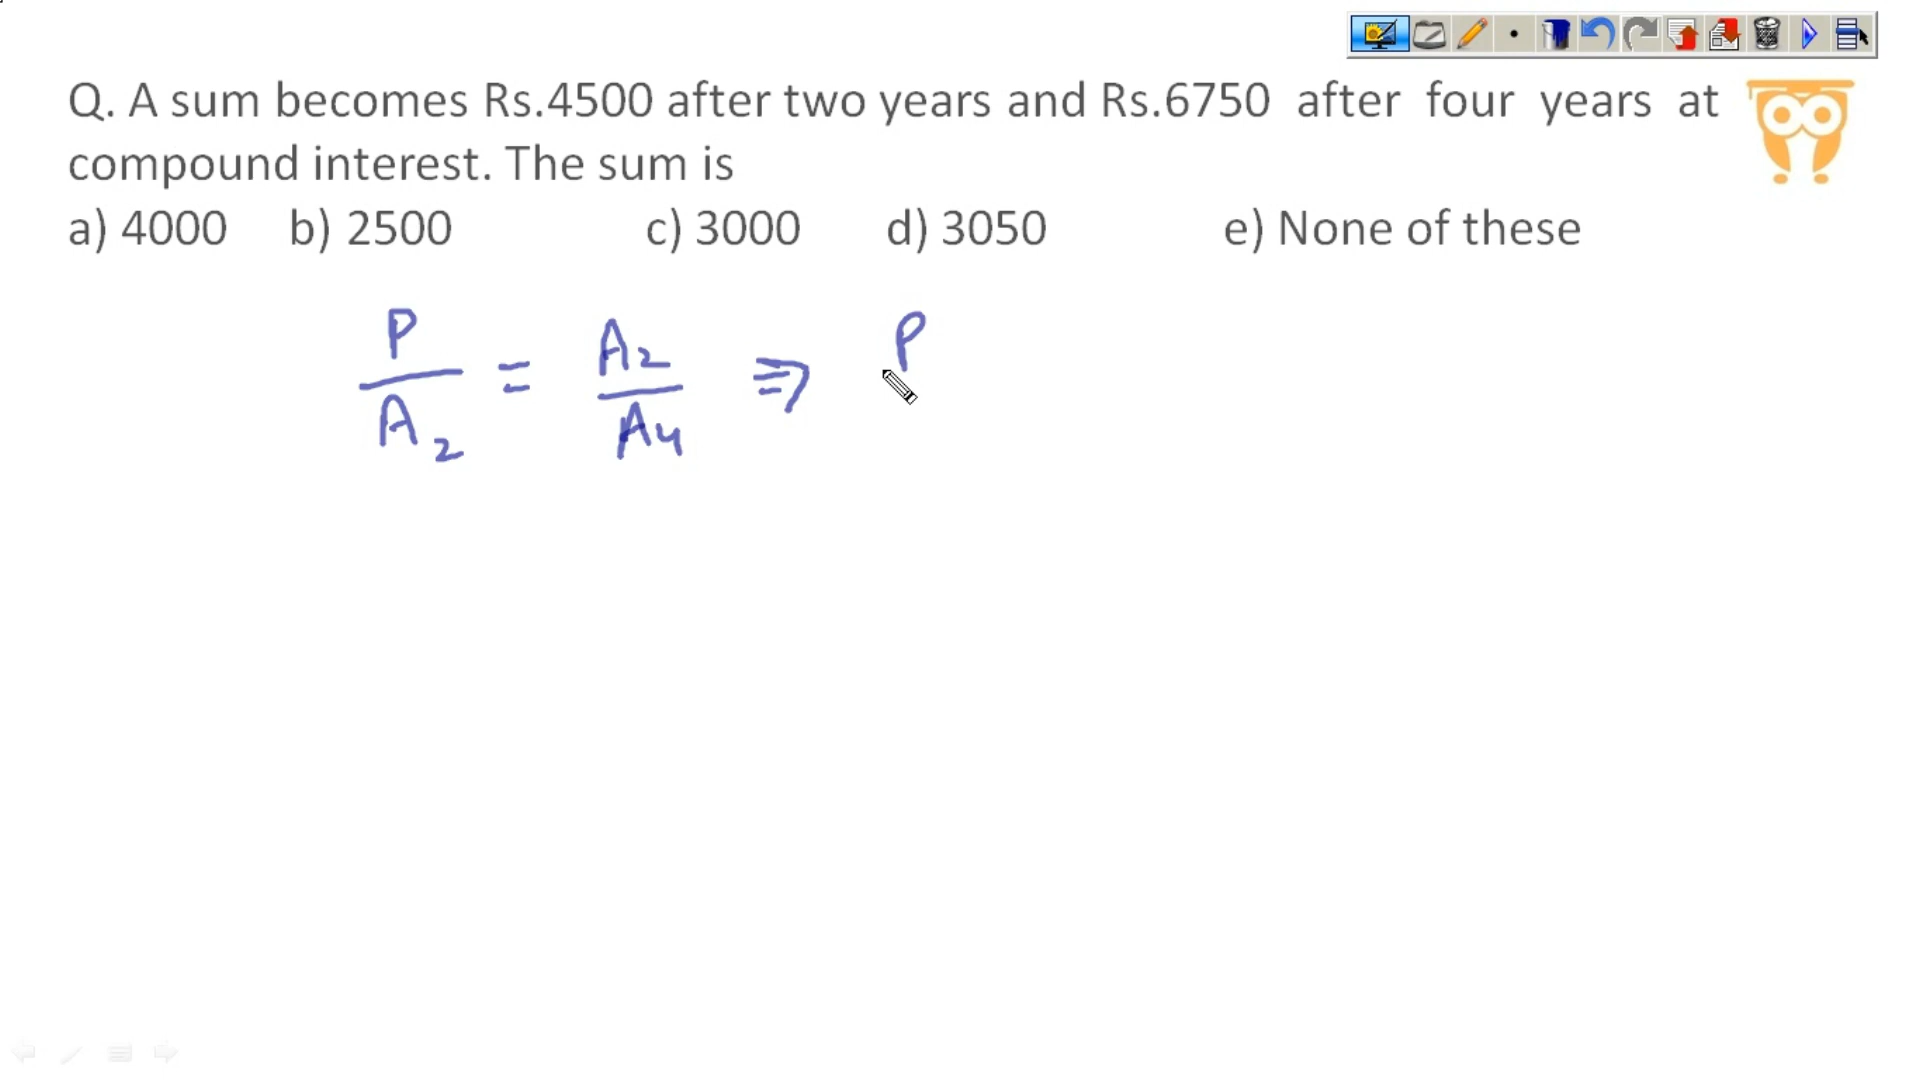 Q. A sum becomes Rs.4500 after two years and Rs.6750 after four years at
compound interest. The sum is
a) 4000 b) 2500 c) 3000 d) 3050 e) None of these
P/A2 = A2/A4 ⇒ P